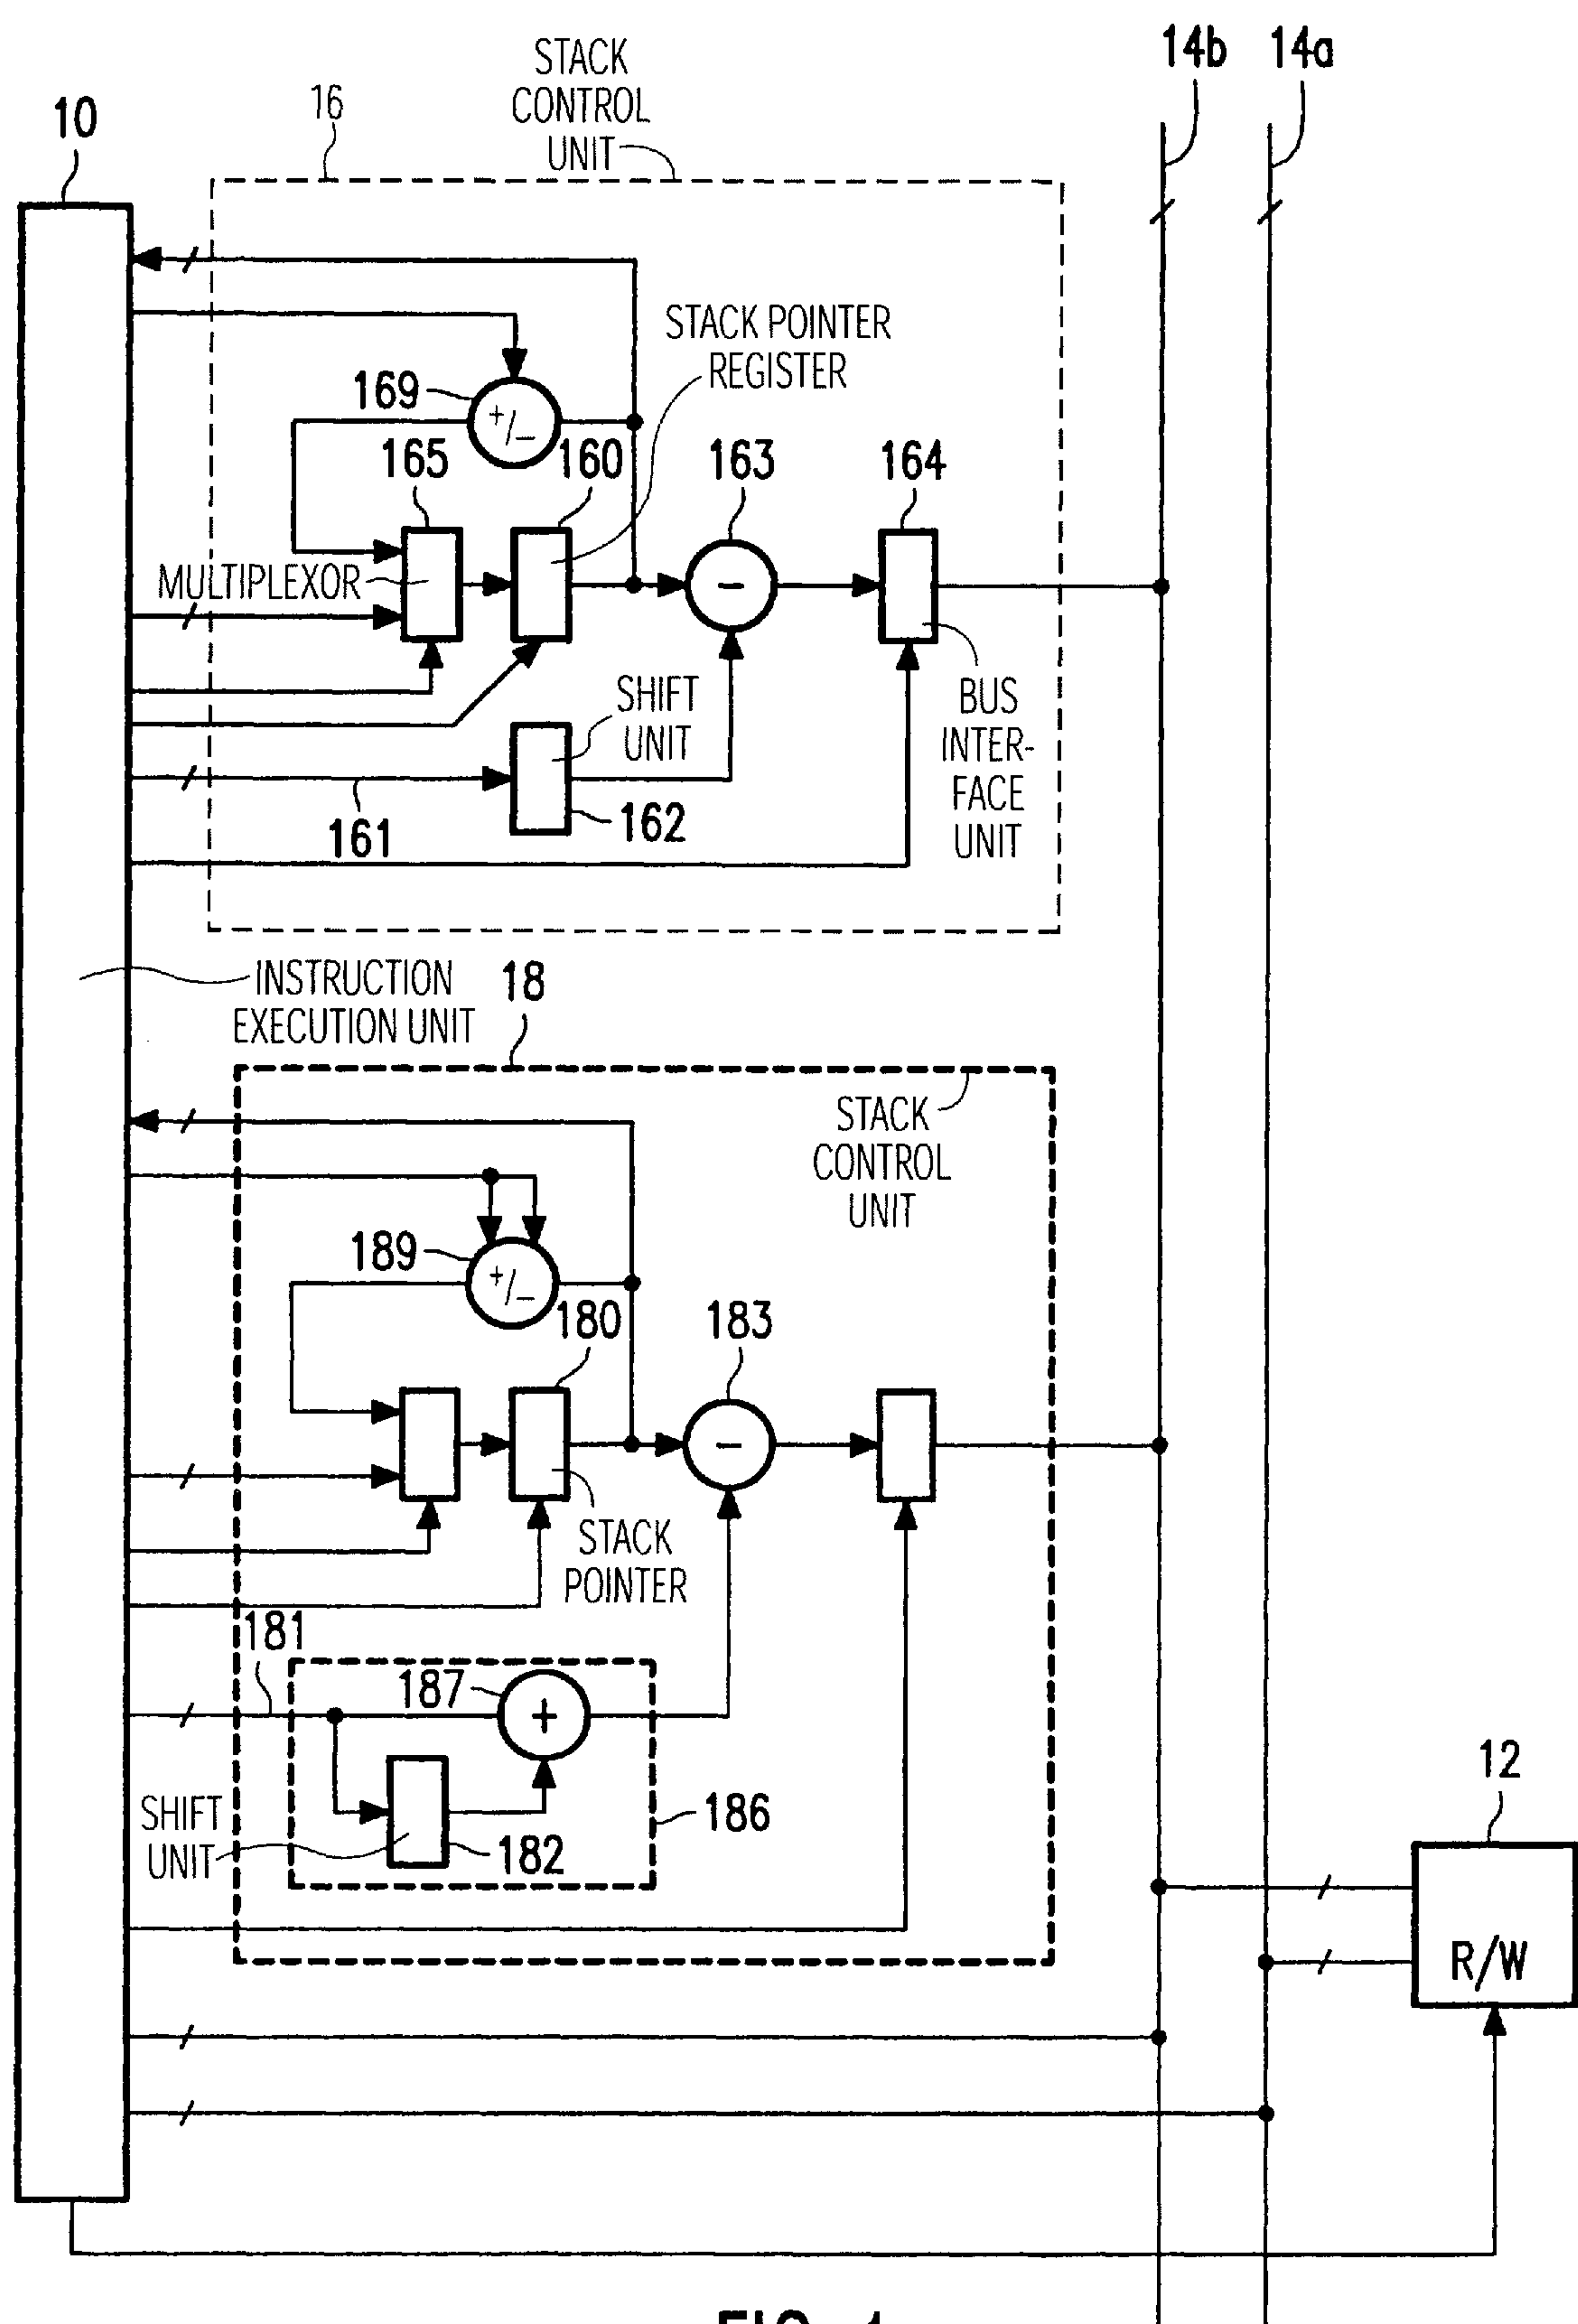 14b 14a
STACK
CONTROL
UNIT
16
10
STACK POINTER
REGISTER
169
+/-
165
160
163
164
MULTIPLEXOR
-
SHIFT
UNIT
BUS
INTER-
FACE
UNIT
161
162
INSTRUCTION
EXECUTION UNIT
18
STACK
CONTROL
UNIT
189
+/-
180
183
-
STACK
POINTER
181
187
+
SHIFT
UNIT
182
186
12
R/W